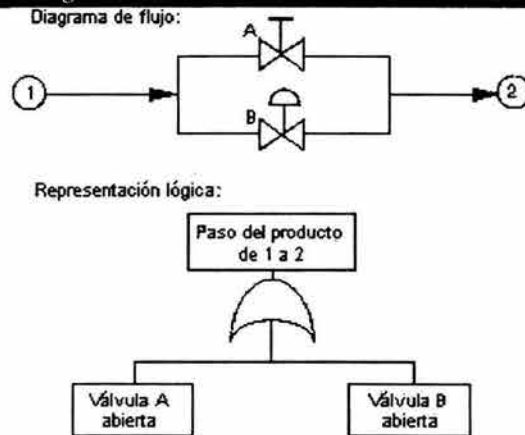 Diagrama de flujo:
A
1
2
B
Representación lógica:
Paso del producto
de 1 a 2
Válvula A
abierta
Válvula B
abierta